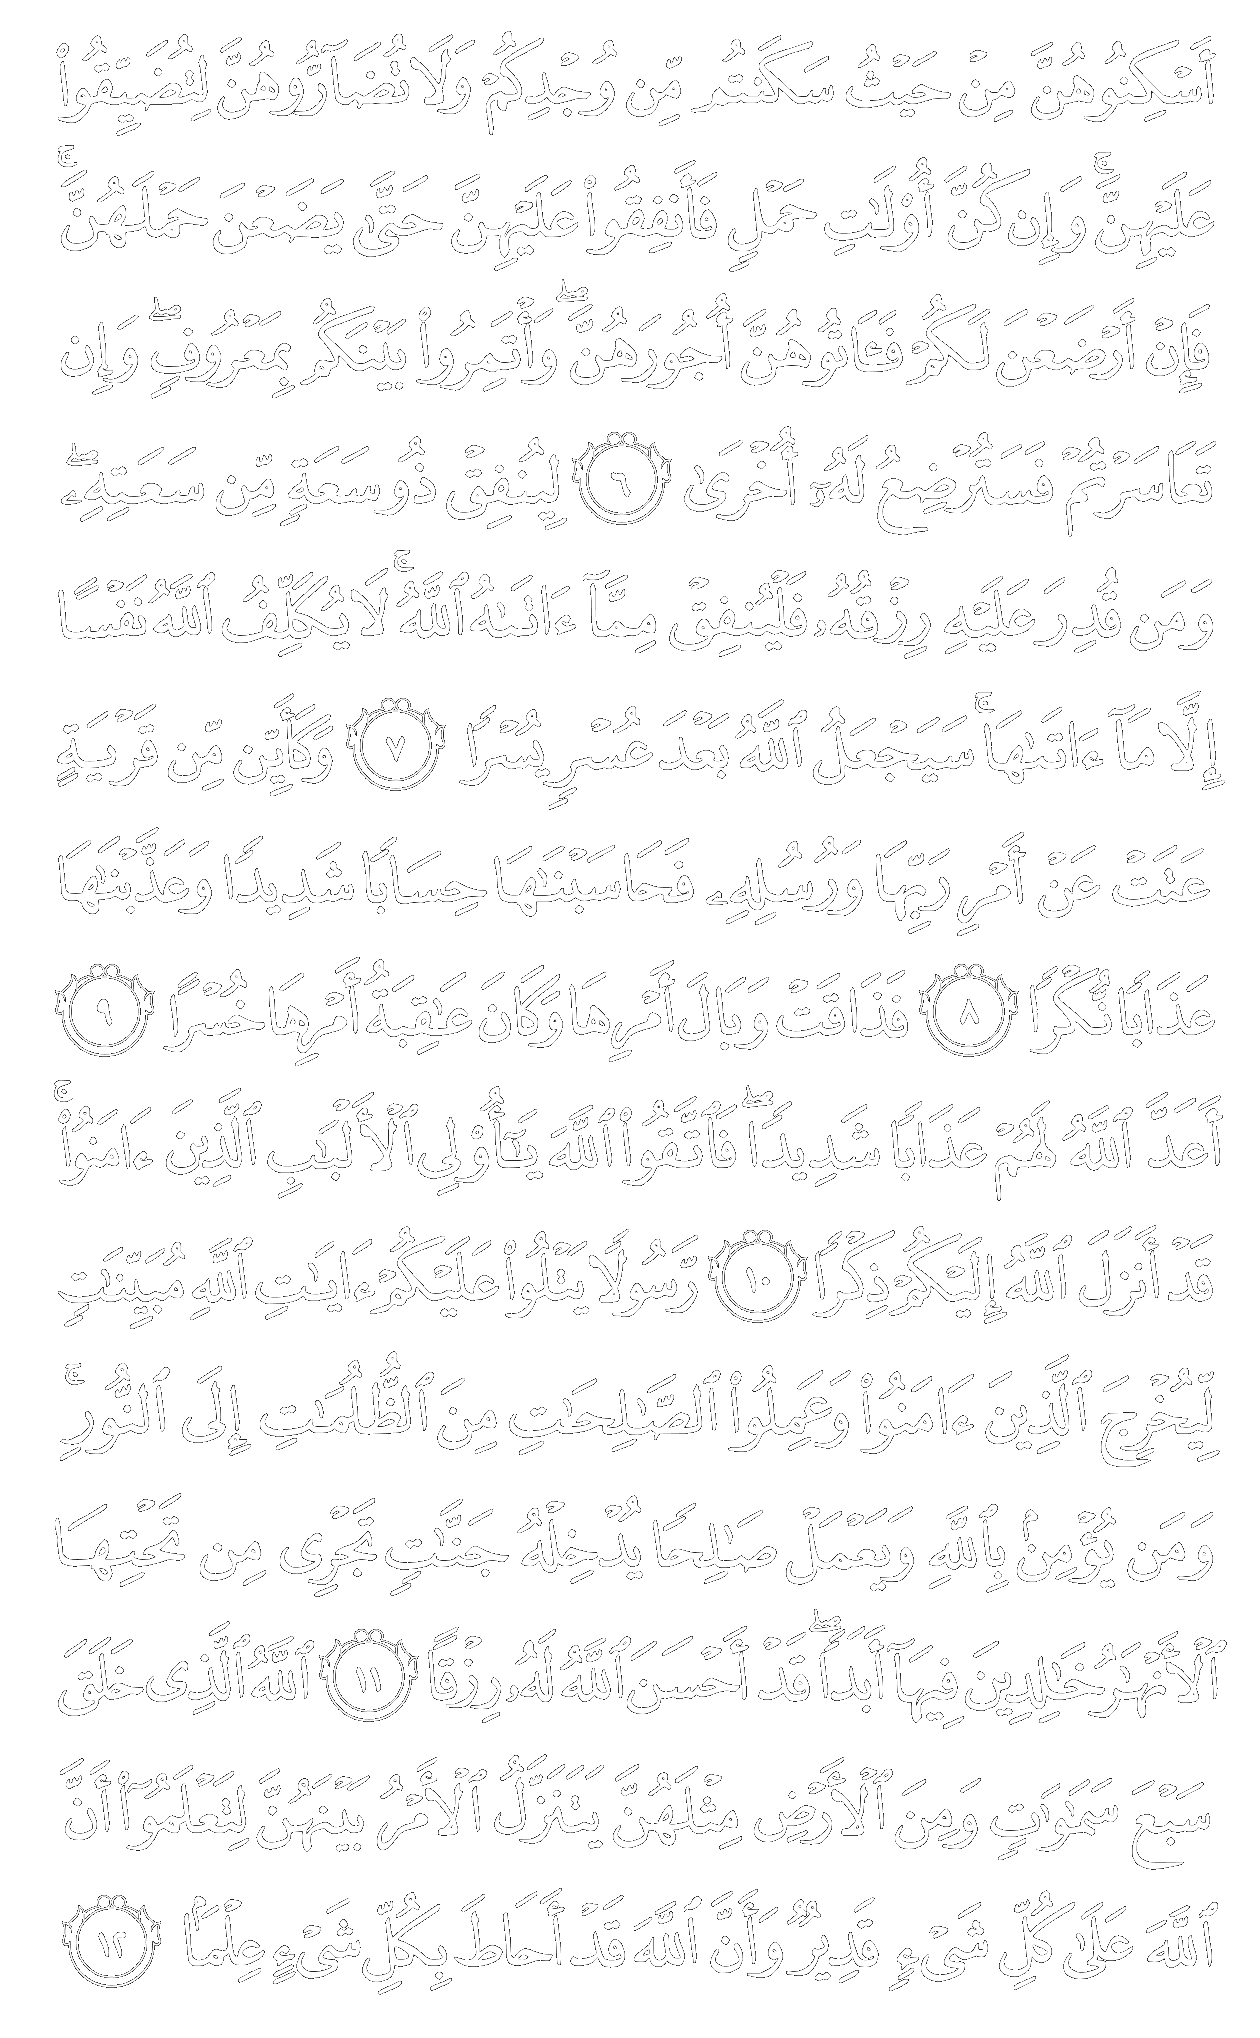 أَسْكِنُوهُنَّ مِنْ حَيْثُ سَكَنتُم مِّن وُجْدِكُمْ وَلَا تُضَآرُّوهُنَّ لِتُضَيِّقُوا۟
عَلَيْهِنَّ ۚ وَإِن كُنَّ أُو۟لَٰتِ حَمْلٍ فَأَنفِقُوا۟ عَلَيْهِنَّ حَتَّىٰ يَضَعْنَ حَمْلَهُنَّ ۚ
فَإِنْ أَرْضَعْنَ لَكُمْ فَـَٔاتُوهُنَّ أُجُورَهُنَّ ۖ وَأْتَمِرُوا۟ بَيْنَكُم بِمَعْرُوفٍ ۖ وَإِن
تَعَاسَرْتُمْ فَسَتُرْضِعُ لَهُۥٓ أُخْرَىٰ ٦ لِيُنفِقْ ذُو سَعَةٍ مِّن سَعَتِهِۦ ۖ
وَمَن قُدِرَ عَلَيْهِ رِزْقُهُۥ فَلْيُنفِقْ مِمَّآ ءَاتَىٰهُ ٱللَّهُ ۚ لَا يُكَلِّفُ ٱللَّهُ نَفْسًا
إِلَّا مَآ ءَاتَىٰهَا ۚ سَيَجْعَلُ ٱللَّهُ بَعْدَ عُسْرٍ يُسْرًا ٧ وَكَأَيِّن مِّن قَرْيَةٍ
عَتَتْ عَنْ أَمْرِ رَبِّهَا وَرُسُلِهِۦ فَحَاسَبْنَٰهَا حِسَابًا شَدِيدًا وَعَذَّبْنَٰهَا
عَذَابًا نُّكْرًا ٨ فَذَاقَتْ وَبَالَ أَمْرِهَا وَكَانَ عَٰقِبَةُ أَمْرِهَا خُسْرًا ٩
أَعَدَّ ٱللَّهُ لَهُمْ عَذَابًا شَدِيدًا ۖ فَٱتَّقُوا۟ ٱللَّهَ يَٰٓأُو۟لِى ٱلْأَلْبَٰبِ ٱلَّذِينَ ءَامَنُوا۟ ۚ
قَدْ أَنزَلَ ٱللَّهُ إِلَيْكُمْ ذِكْرًا ١٠ رَّسُولًا يَتْلُوا۟ عَلَيْكُمْ ءَايَٰتِ ٱللَّهِ مُبَيِّنَٰتٍ
لِّيُخْرِجَ ٱلَّذِينَ ءَامَنُوا۟ وَعَمِلُوا۟ ٱلصَّٰلِحَٰتِ مِنَ ٱلظُّلُمَٰتِ إِلَى ٱلنُّورِ ۚ
وَمَن يُؤْمِنۢ بِٱللَّهِ وَيَعْمَلْ صَٰلِحًا يُدْخِلْهُ جَنَّٰتٍ تَجْرِى مِن تَحْتِهَا
ٱلْأَنْهَٰرُ خَٰلِدِينَ فِيهَآ أَبَدًا ۖ قَدْ أَحْسَنَ ٱللَّهُ لَهُۥ رِزْقًا ١١ ٱللَّهُ ٱلَّذِى خَلَقَ
سَبْعَ سَمَٰوَٰتٍ وَمِنَ ٱلْأَرْضِ مِثْلَهُنَّ يَتَنَزَّلُ ٱلْأَمْرُ بَيْنَهُنَّ لِتَعْلَمُوٓا۟ أَنَّ
ٱللَّهَ عَلَىٰ كُلِّ شَىْءٍ قَدِيرٌ وَأَنَّ ٱللَّهَ قَدْ أَحَاطَ بِكُلِّ شَىْءٍ عِلْمًۢا ١٢